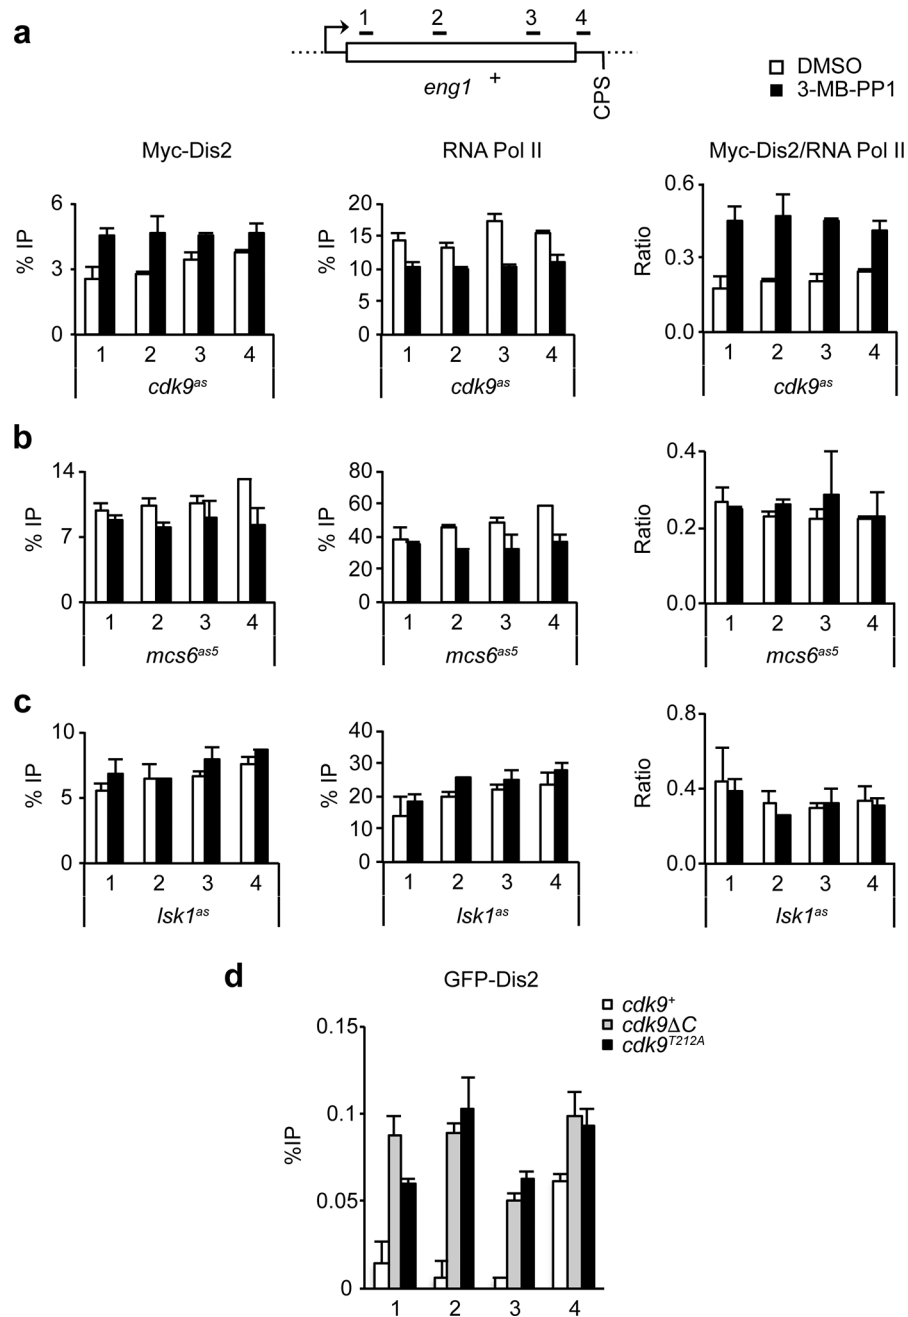 a
1 2 3 4
eng1 +
CPS
DMSO
3-MB-PP1
Myc-Dis2 RNA Pol II Myc-Dis2/RNA Pol II
% IP
6
3
0
1 2 3 4
cdk9as
% IP
20
15
10
5
0
1 2 3 4
cdk9as
Ratio
0.6
0.3
0.0
1 2 3 4
cdk9as
b
% IP
14
7
0
1 2 3 4
mcs6as5
% IP
80
60
40
20
0
1 2 3 4
mcs6as5
Ratio
0.4
0.2
0.0
1 2 3 4
mcs6as5
c
% IP
10
5
0
1 2 3 4
lsk1as
% IP
40
30
20
10
0
1 2 3 4
lsk1as
Ratio
0.8
0.4
0.0
1 2 3 4
lsk1as
d
GFP-Dis2
cdk9+
cdk9ΔC
cdk9T212A
%IP
0.15
0.1
0.05
0
1 2 3 4